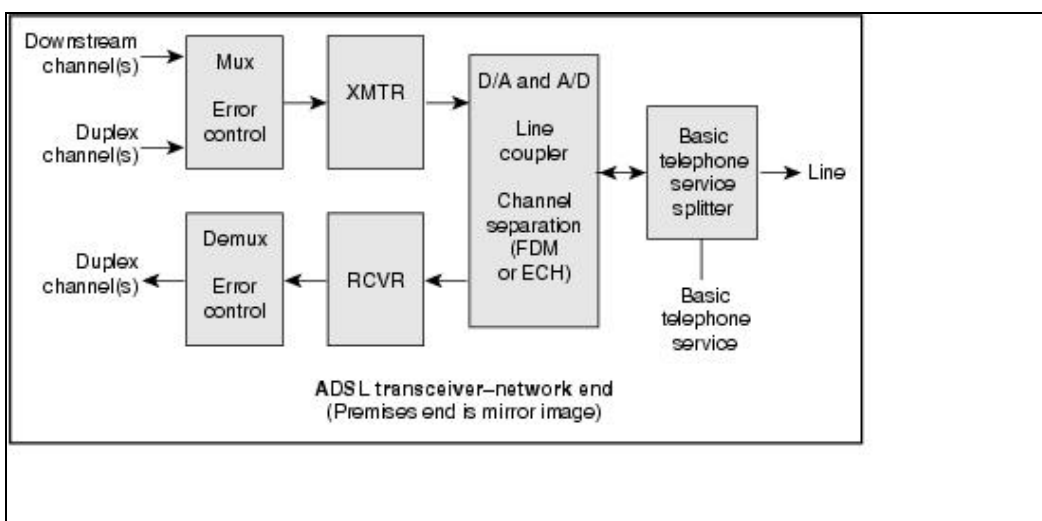 Downstream
channel(s)
Duplex
channel(s)
Mux
Error
control
XMTR
D/A and A/D
Line
coupler
Channel
separation
(FDM
or ECH)
Basic
telephone
service
splitter
Line
Duplex
channel(s)
Demux
Error
control
RCVR
Basic
telephone
service
ADSL transceiver–network end
(Premises end is mirror image)